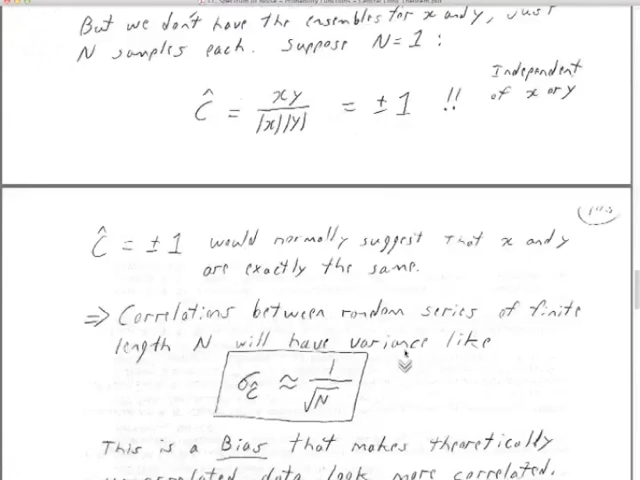 But we don't have the ensembles for x and y, just
N samples each. Suppose N=1 :
Independent
of x or y
Ĉ = xy / |x||y| = ±1 !!
Ĉ = ±1 would normally suggest that x and y
are exactly the same.
⇒ Correlations between random series of finite
length N will have variance like
σ_Ĉ ≈ 1/√N
This is a Bias that makes theoretically
uncorrelated data look more correlated.